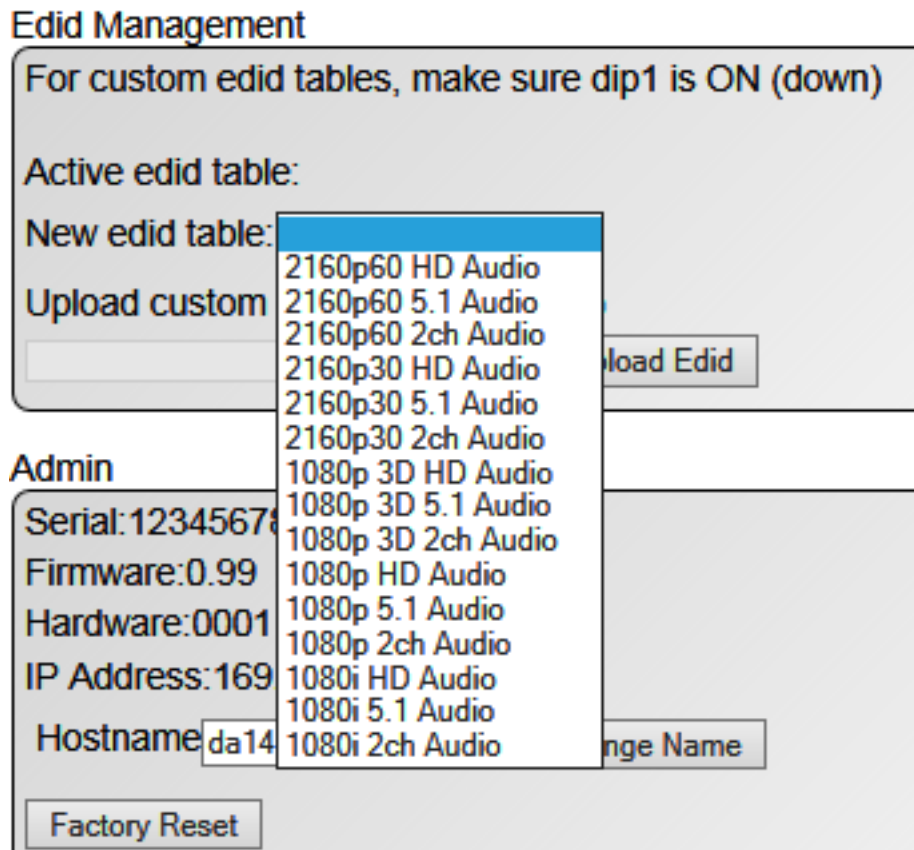 Edid Management
For custom edid tables, make sure dip1 is ON (down)
Active edid table:
New edid table:
2160p60 HD Audio
2160p60 5.1 Audio
2160p60 2ch Audio
2160p30 HD Audio
2160p30 5.1 Audio
2160p30 2ch Audio
1080p 3D HD Audio
1080p 3D 5.1 Audio
1080p 3D 2ch Audio
1080p HD Audio
1080p 5.1 Audio
1080p 2ch Audio
1080i HD Audio
1080i 5.1 Audio
1080i 2ch Audio
Upload custom
Edid
Admin
Serial:1234567
Firmware:0.99
Hardware:0001
IP Address:169
Hostname da14
Name
Factory Reset